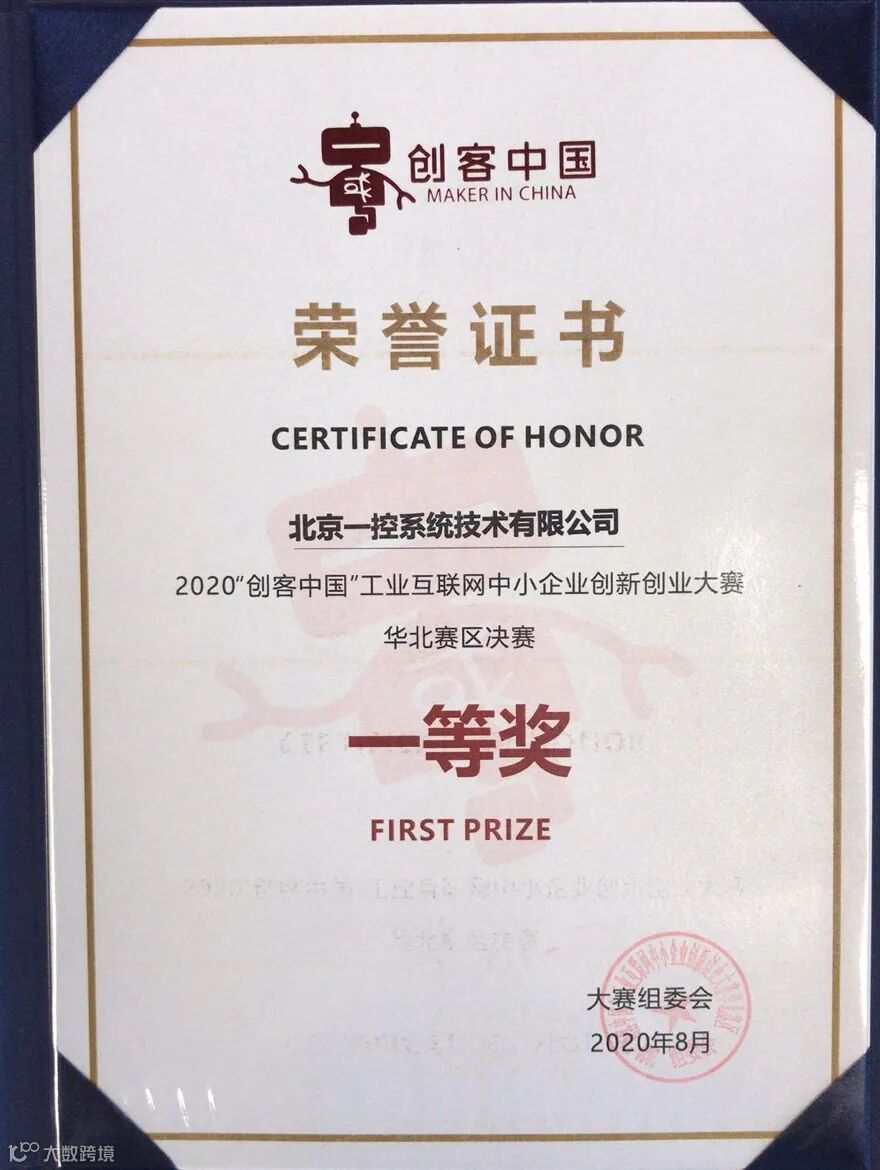 创客中国
MAKER IN CHINA
荣誉证书
CERTIFICATE OF HONOR
北京一控系统技术有限公司
2020“创客中国”工业互联网中小企业创新创业大赛
华北赛区决赛
一等奖
FIRST PRIZE
大赛组委会
2020年8月
大数跨境